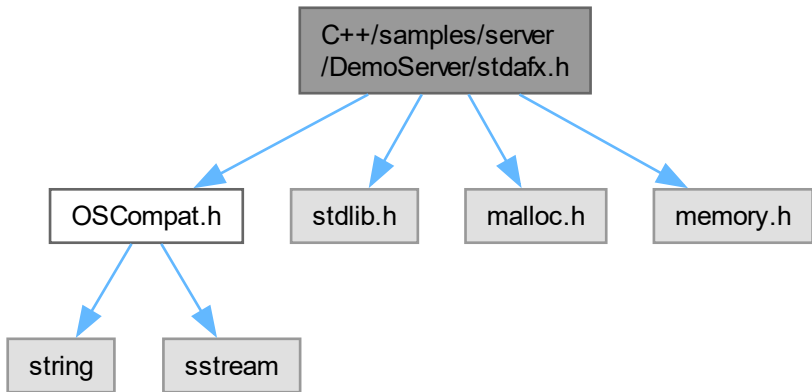 C++/samples/server
/DemoServer/stdafx.h
OSCompat.h
stdlib.h
malloc.h
memory.h
string
sstream